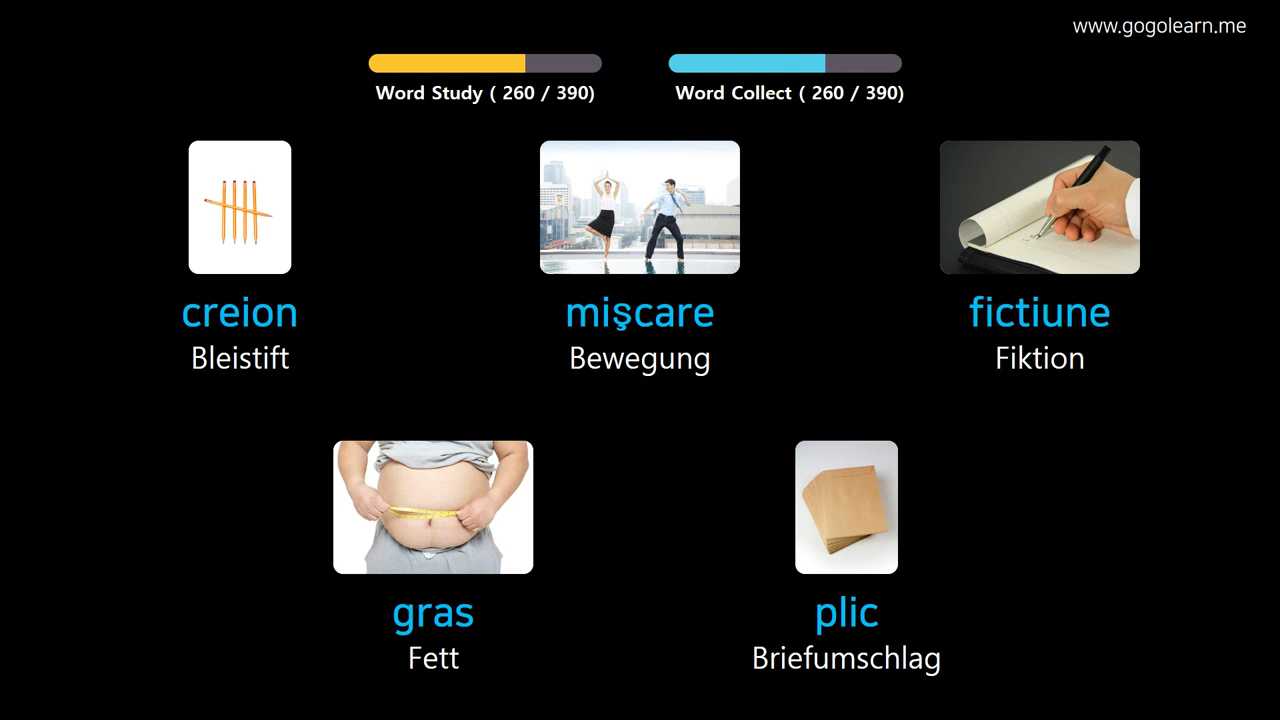 www.gogolearn.me
Word Study ( 260 / 390)
Word Collect ( 260 / 390)
creion
Bleistift
mişcare
Bewegung
fictiune
Fiktion
gras
Fett
plic
Briefumschlag